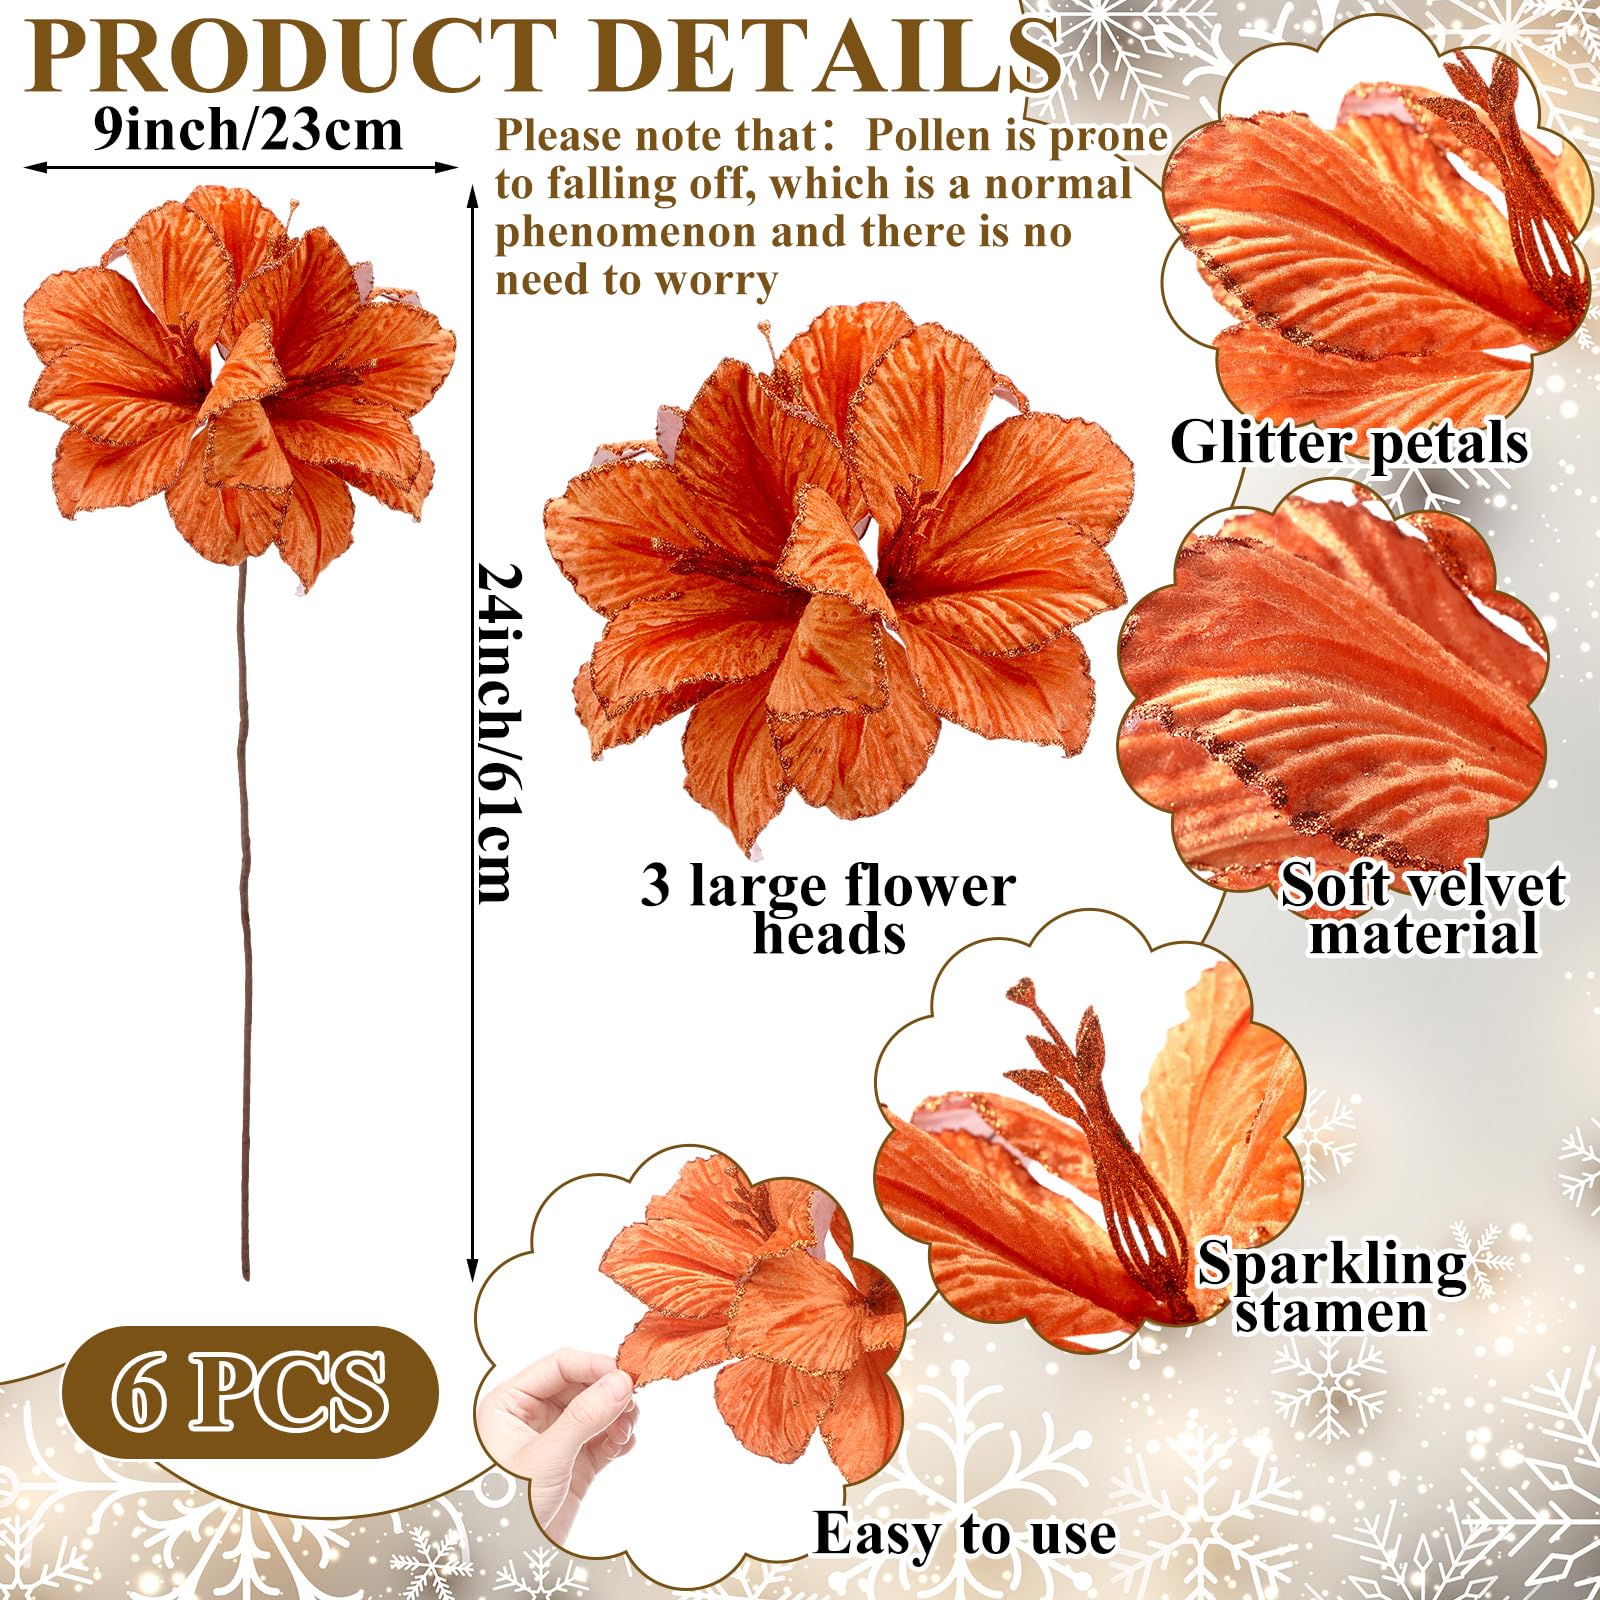 PRODUCT DETAILS
9inch/23cm
Please note that： Pollen is prone
to falling off, which is a normal
phenomenon and there is no
need to worry
24inch/61cm
Glitter petals
3 large flower
heads
Soft velvet
material
Sparkling
stamen
6 PCS
Easy to use